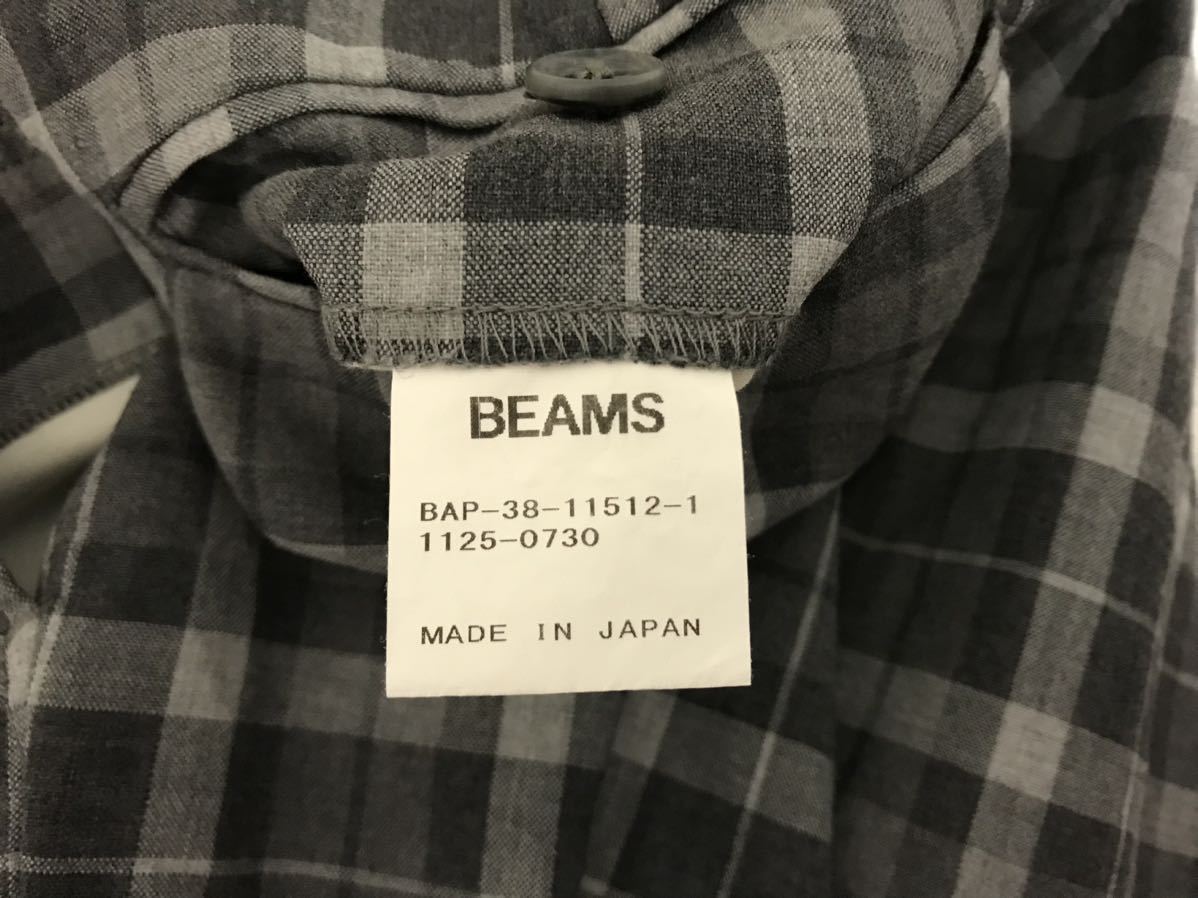 BEAMS
BAP-38-11512-1
1125-0730
MADE IN JAPAN